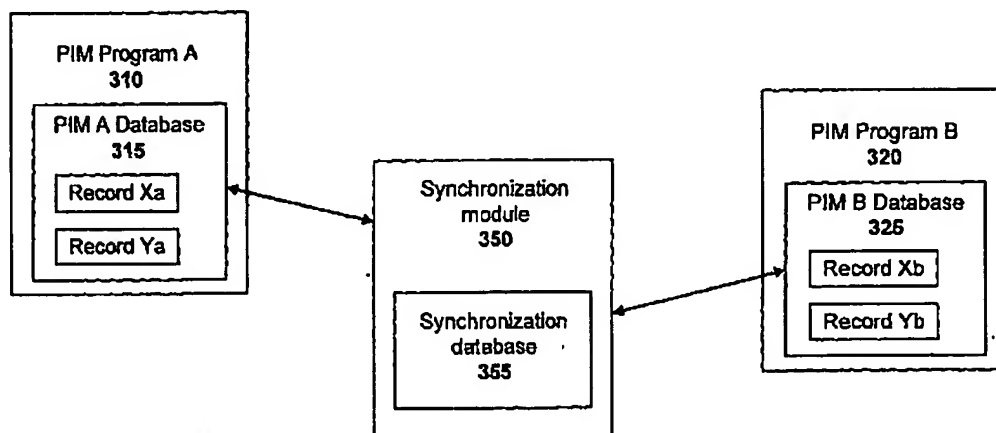 PIM Program A
310
PIM A Database
315
Record Xa
Record Ya
Synchronization
module
350
Synchronization
database
355
PIM Program B
320
PIM B Database
325
Record Xb
Record Yb